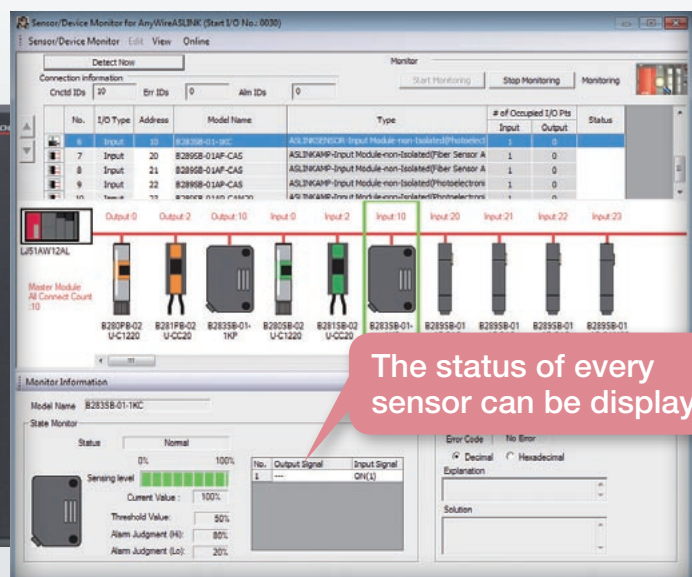 Sensor/Device Monitor for AnyWireASLINK (Start I/O No.: 0030)
Sensor/Device Monitor Edit View Online
Detect Now
Monitor
Start Monitoring Stop Monitoring Monitoring
Connection information
Cnctd IDs 10 Err IDs 0 Alm IDs 0
No. I/O Type Address Model Name Type # of Occupied I/O Pts Status
Input Output
6 Input 10 B283SB-01-1KC ASLINKSENSOR-Input Module-non-Isolated(Photoelect 1 0
7 Input 20 B289SB-01AP-CAS ASLINKAMP-Input Module-non-Isolated(Fiber Sensor A 1 0
8 Input 21 B289SB-01AP-CAS ASLINKAMP-Input Module-non-Isolated(Fiber Sensor A 1 0
9 Input 22 B289SB-01AP-CAS ASLINKAMP-Input Module-non-Isolated(Photoelectroni 1 0
Output:0 Output:2 Output:10 Input:0 Input:2 Input:10 Input:20 Input:21 Input:22 Input:23
LJ51AW12AL
Master Module
All Connect Count
:10
B280PB-02 B281PB-02 B283SB-01- B280SB-02 B281SB-02 B283SB-01- B289SB-01 B289SB-01 B289SB-01 B289SB-01
U-C1220 U-CC20 1KP U-C1220 U-CC20
The status of every
sensor can be display
Monitor Information
Model Name B283SB-01-1KC
State Monitor
Status Normal
0% 100%
Sensing level
Current Value : 100%
Threshold Value: 50%
Alarm Judgment (Hi): 80%
Alarm Judgment (Lo): 20%
No. Output Signal Input Signal
1 --- ON(1)
Error Code No Error
Decimal Hexadecimal
Explanation
Solution